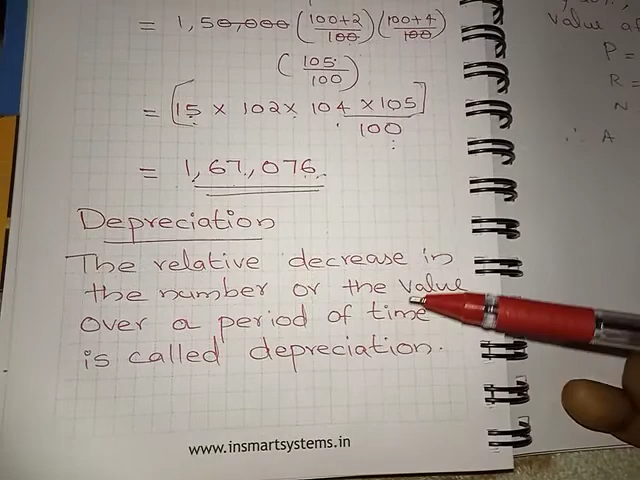 = 1,50,000 (100+2/100) (100+4/100)
(105/100)
= [15 x 102 x 104 x 105]
100
= 1,67,076
Depreciation
The relative decrease in
the number or the value
over a period of time
is called depreciation.
www.insmartsystems.in
P =
R =
N
∴ A